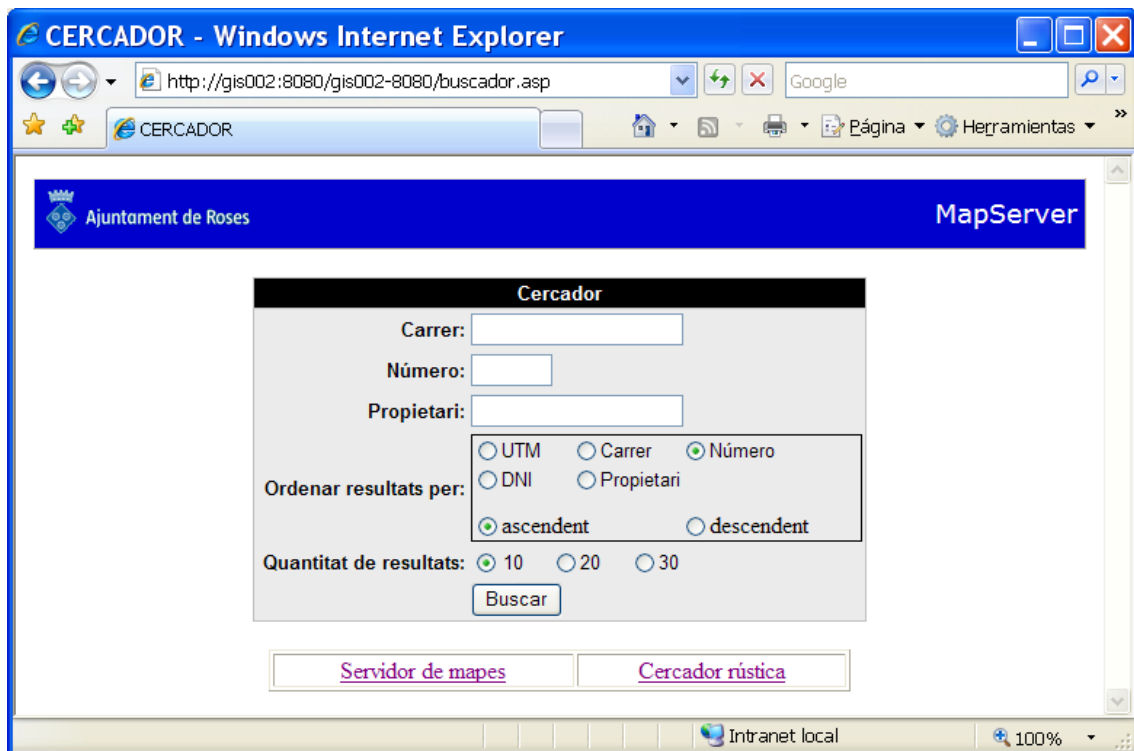 CERCADOR - Windows Internet Explorer
http://gis002:8080/gis002-8080/buscador.asp
Google
CERCADOR
Página
Herramientas
»
Ajuntament de Roses
MapServer
Cercador
Carrer:
Número:
Propietari:
Ordenar resultats per:
UTM Carrer Número
DNI Propietari
ascendent descendent
Quantitat de resultats: 10 20 30
Buscar
Servidor de mapes Cercador rústica
Intranet local 100%